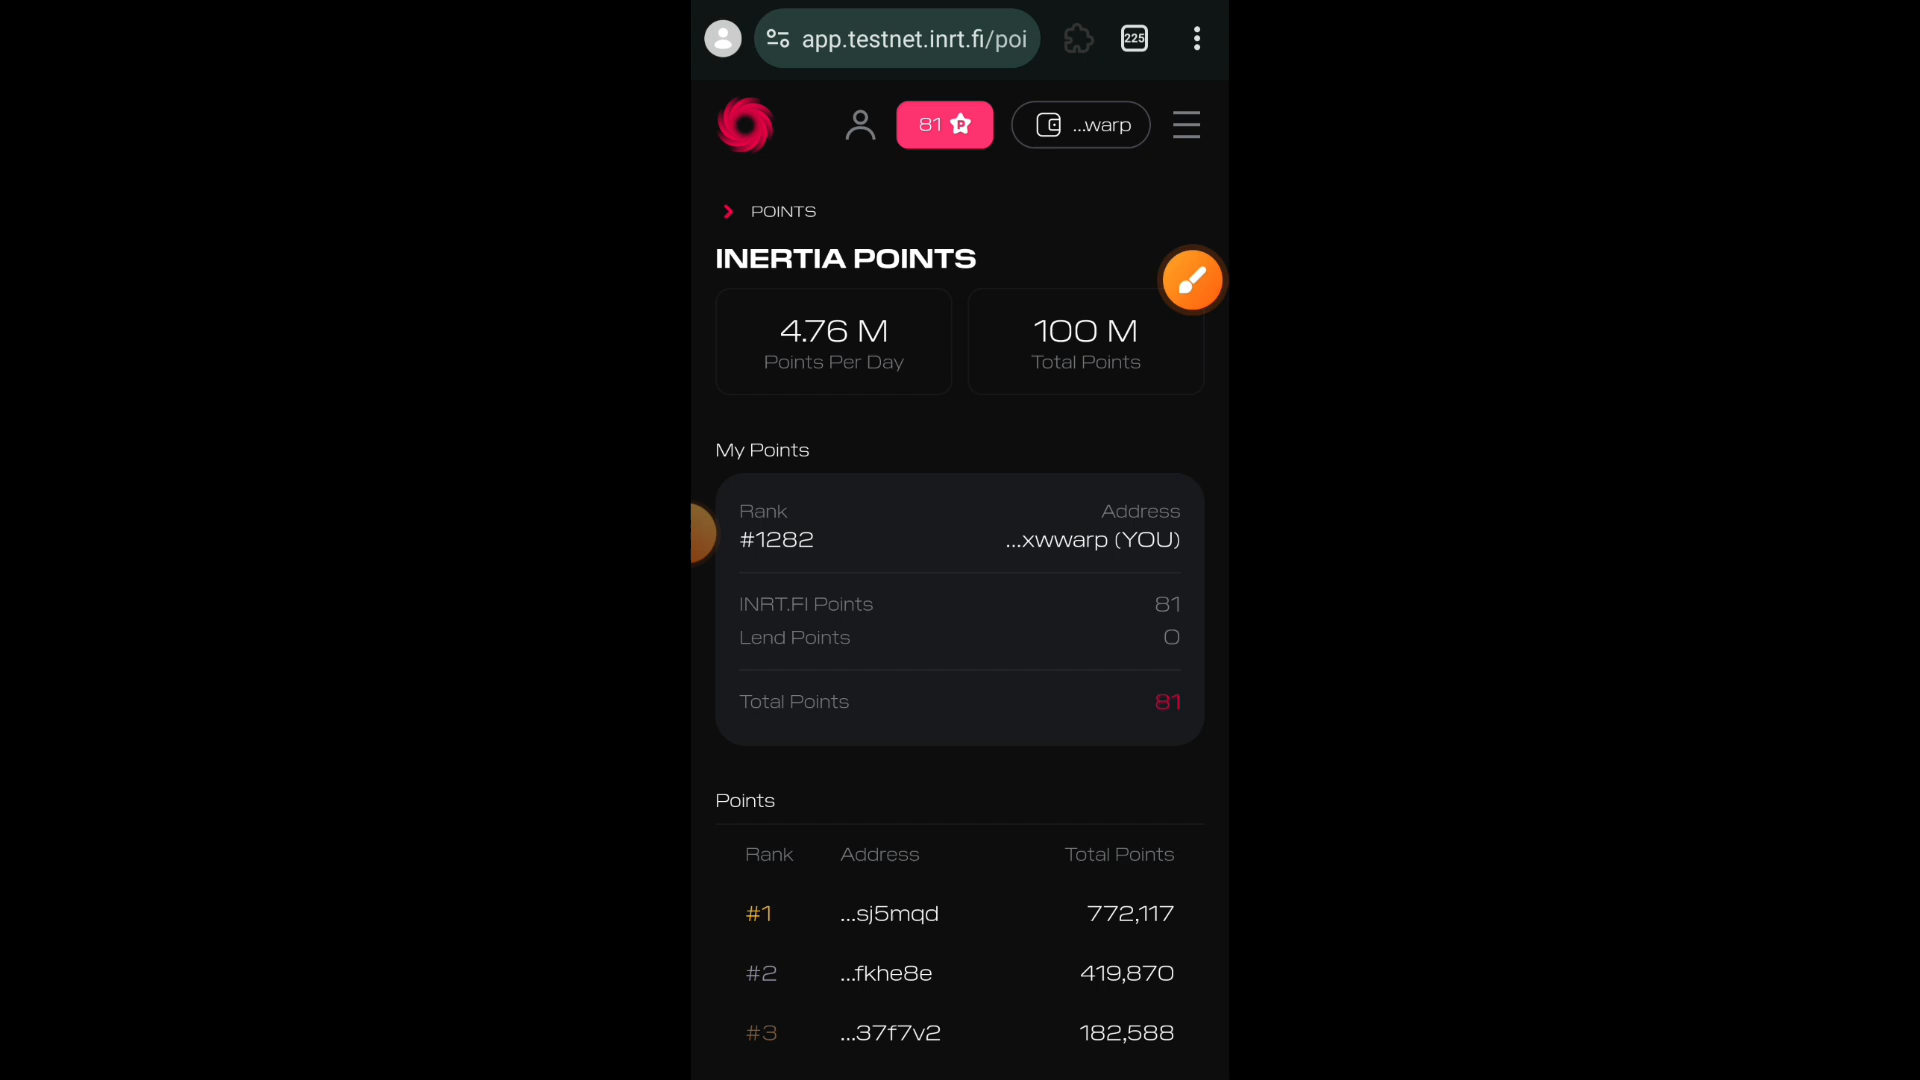 app.testnet.inrt.fi/poi
225
81
...warp
POINTS
INERTIA POINTS
4.76 M
Points Per Day
100 M
Total Points
My Points
Rank
Address
#1282
...xwwarp (YOU)
INRT.FI Points
81
Lend Points
0
Total Points
81
Points
Rank
Address
Total Points
#1
...sj5mqd
772,117
#2
...fkhe8e
419,870
#3
...37f7v2
182,588